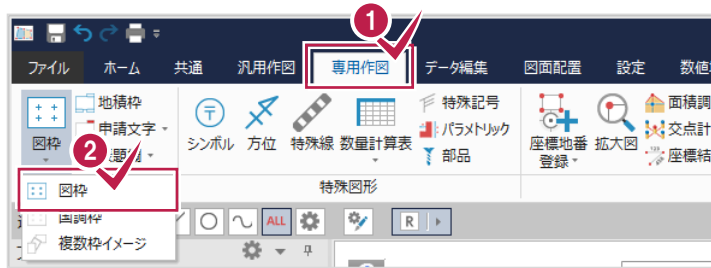 1
ファイル ホーム 共通 汎用作図 専用作図 データ編集 図面配置 設定 数値
図枠
地積枠
申請文字
シンボル 方位 特殊線 数量計算表
特殊記号
パラメトリック
部品
座標地番
登録
拡大図
面積調
交点計
座標結
2
図枠
特殊図形
国調枠
複数枠イメージ
ALL
R